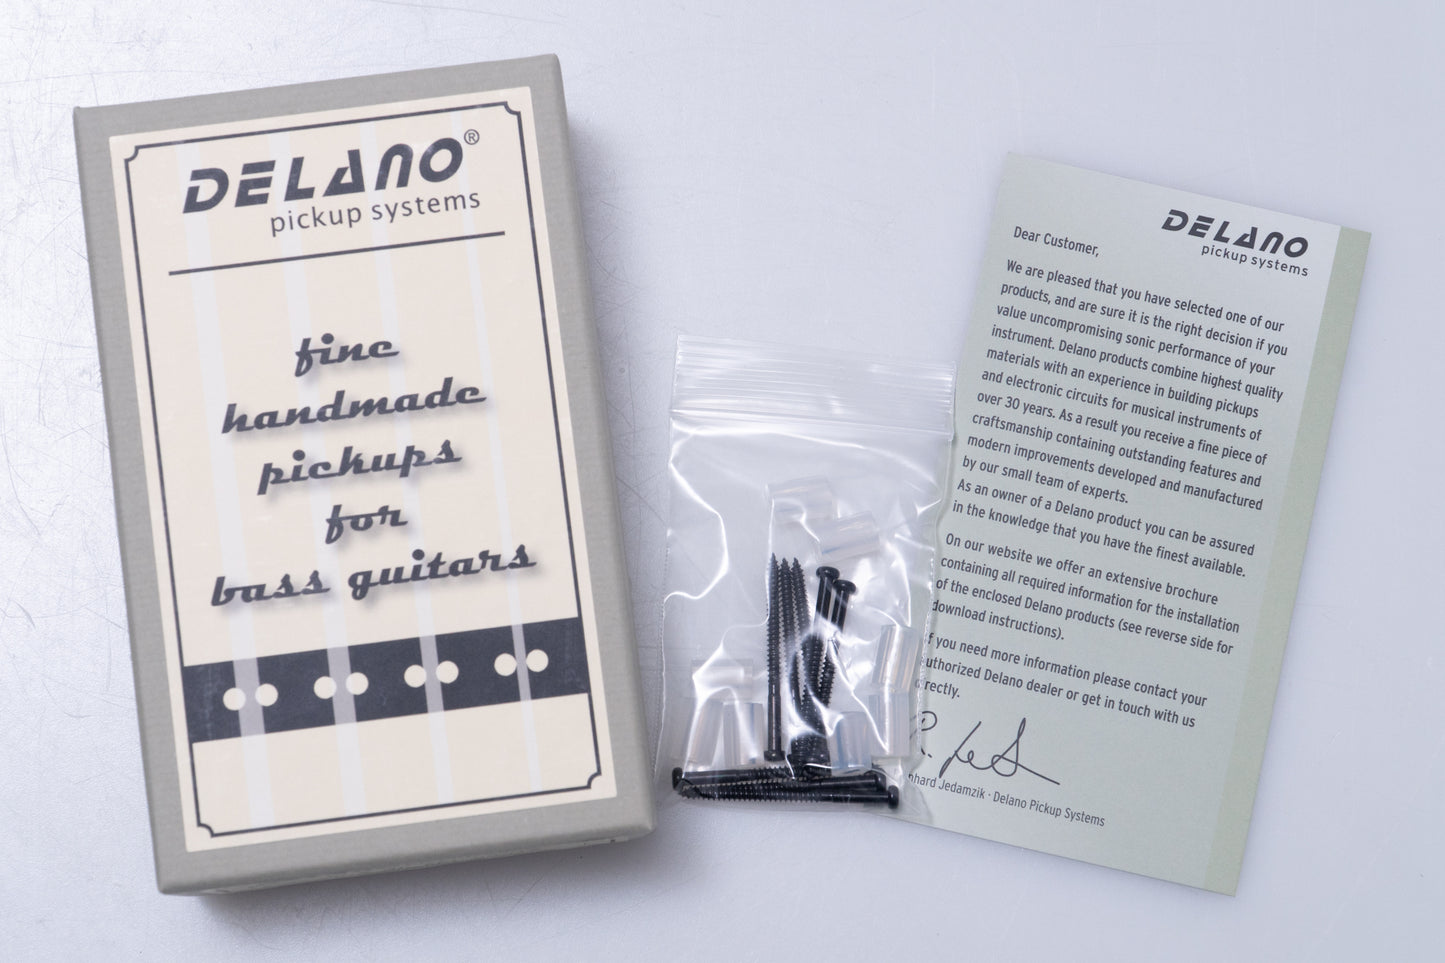 DELANO®
pickup systems
fine
handmade
pickups
for
bass guitars
DELANO
pickup systems
Dear Customer,
We are pleased that you have selected one of our
products, and are sure it is the right decision if you
value uncompromising sonic performance of your
instrument. Delano products combine highest quality
materials with an experience in building pickups
and electronic circuits for musical instruments of
over 30 years. As a result you receive a fine piece of
craftsmanship containing outstanding features and
modern improvements developed and manufactured
by our small team of experts.
As an owner of a Delano product you can be assured
in the knowledge that you have the finest available.
On our website we offer an extensive brochure
containing all required information for the installation
of the enclosed Delano products (see reverse side for
download instructions).
f you need more information please contact your
uthorized Delano dealer or get in touch with us
rectly.
nhard Jedamzik · Delano Pickup Systems